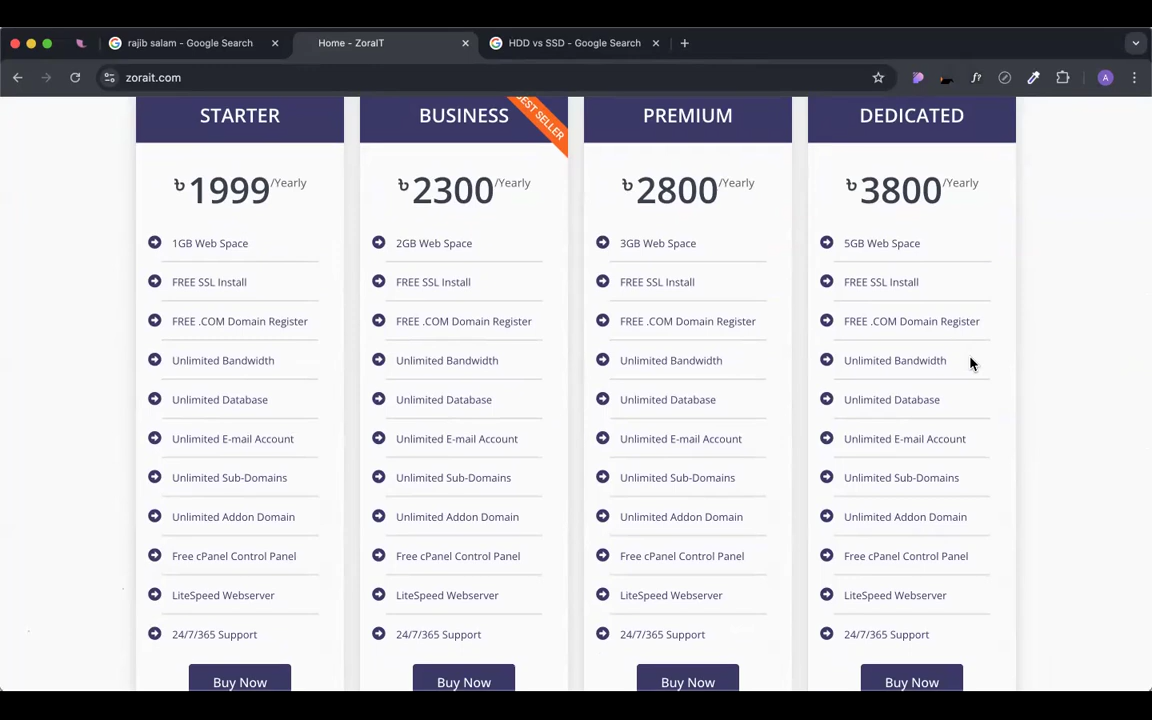 rajib salam - Google Search
Home - ZoraIT
HDD vs SSD - Google Search
zorait.com
A
STARTER
BUSINESS
BEST SELLER
PREMIUM
DEDICATED
৳1999/Yearly
৳2300/Yearly
৳2800/Yearly
৳3800/Yearly
1GB Web Space
2GB Web Space
3GB Web Space
5GB Web Space
FREE SSL Install
FREE SSL Install
FREE SSL Install
FREE SSL Install
FREE .COM Domain Register
FREE .COM Domain Register
FREE .COM Domain Register
FREE .COM Domain Register
Unlimited Bandwidth
Unlimited Bandwidth
Unlimited Bandwidth
Unlimited Bandwidth
Unlimited Database
Unlimited Database
Unlimited Database
Unlimited Database
Unlimited E-mail Account
Unlimited E-mail Account
Unlimited E-mail Account
Unlimited E-mail Account
Unlimited Sub-Domains
Unlimited Sub-Domains
Unlimited Sub-Domains
Unlimited Sub-Domains
Unlimited Addon Domain
Unlimited Addon Domain
Unlimited Addon Domain
Unlimited Addon Domain
Free cPanel Control Panel
Free cPanel Control Panel
Free cPanel Control Panel
Free cPanel Control Panel
LiteSpeed Webserver
LiteSpeed Webserver
LiteSpeed Webserver
LiteSpeed Webserver
24/7/365 Support
24/7/365 Support
24/7/365 Support
24/7/365 Support
Buy Now
Buy Now
Buy Now
Buy Now